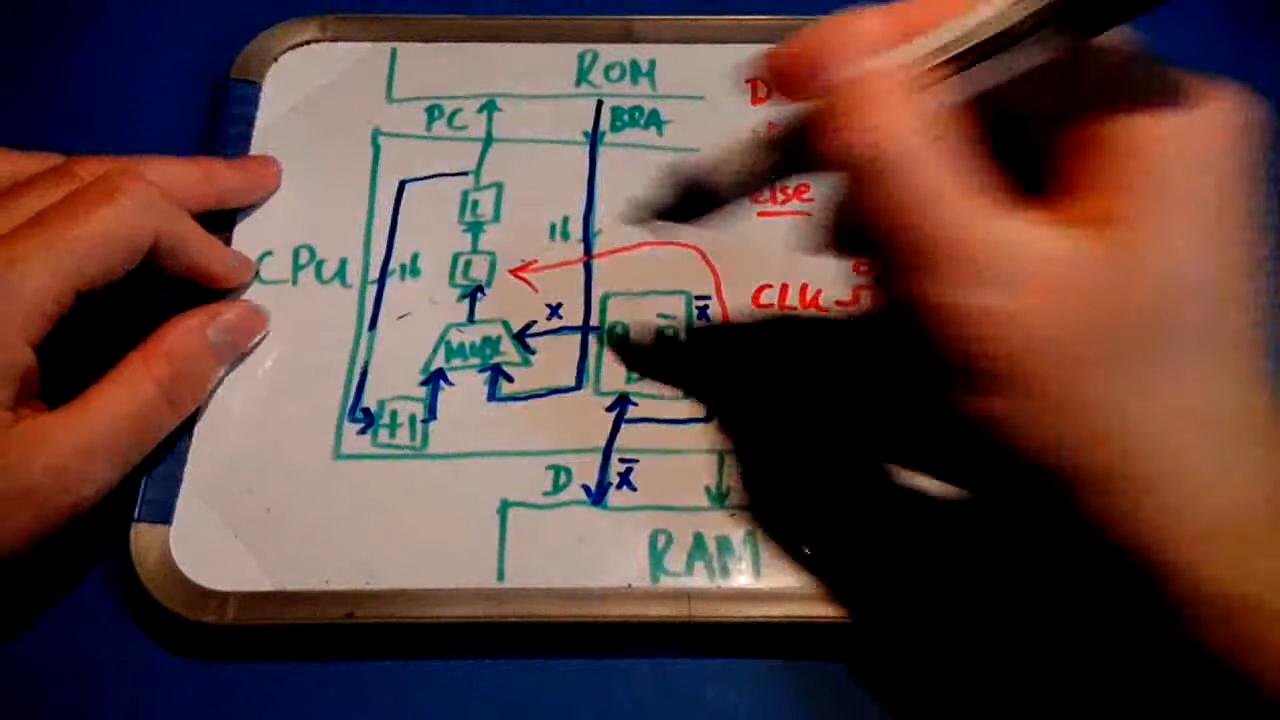 ROM
PC
BRA
else
L
16
CPU
16
L
CLK
X
X̅
MUX
+1
D
X̅
RAM